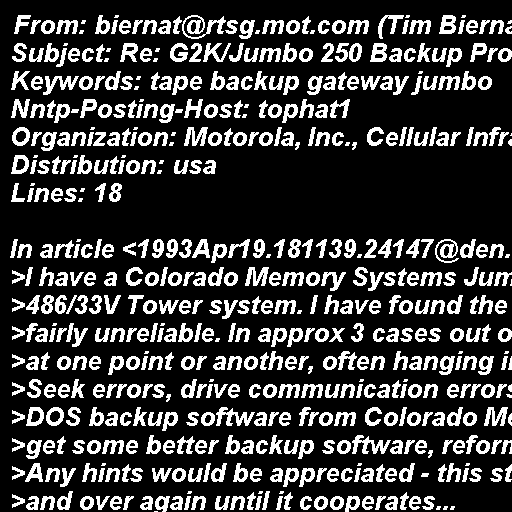 From: biernat@rtsg.mot.com (Tim Bierna
Subject: Re: G2K/Jumbo 250 Backup Pro
Keywords: tape backup gateway jumbo
Nntp-Posting-Host: tophat1
Organization: Motorola, Inc., Cellular Infra
Distribution: usa
Lines: 18

In article <1993Apr19.181139.24147@den.
>I have a Colorado Memory Systems Jum
>486/33V Tower system. I have found the
>fairly unreliable. In approx 3 cases out o
>at one point or another, often hanging i
>Seek errors, drive communication errors
>DOS backup software from Colorado Me
>get some better backup software, reform
>Any hints would be appreciated - this st
>and over again until it cooperates...